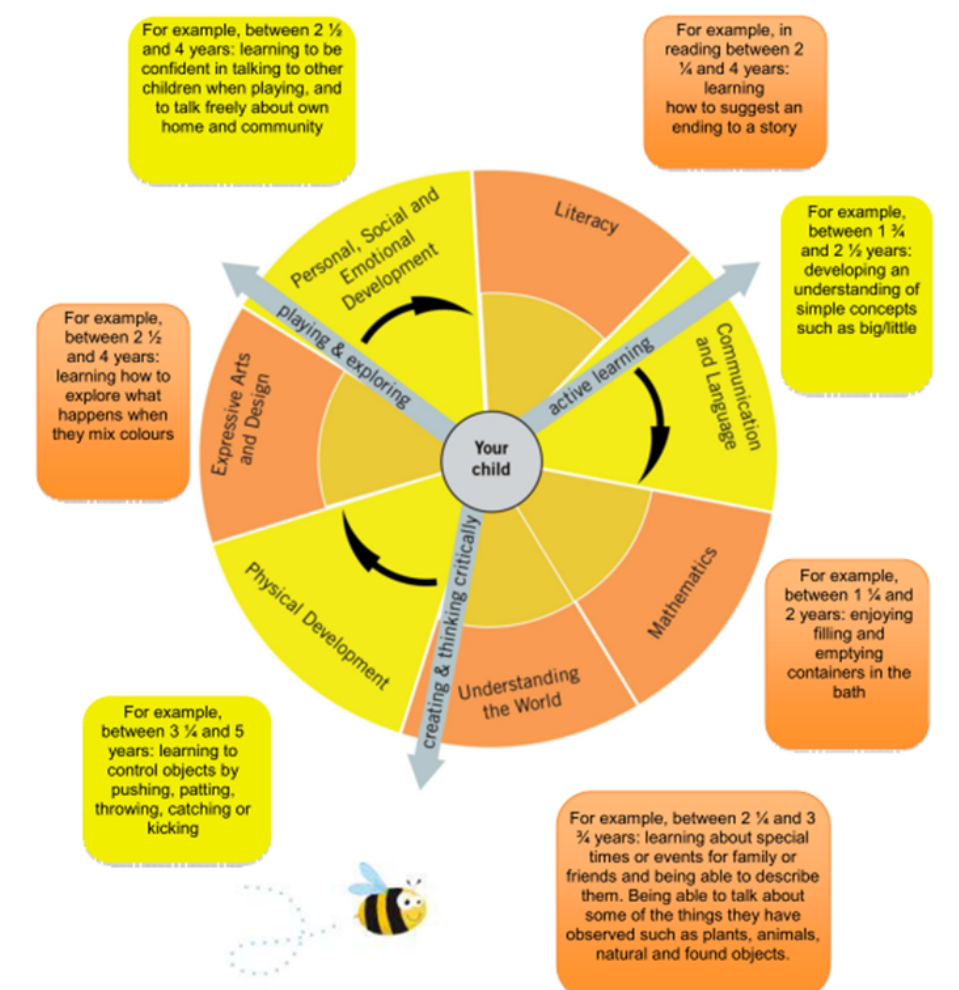 For example, between 2 ½
and 4 years: learning to be
confident in talking to other
children when playing, and
to talk freely about own
home and community
For example, in
reading between 2
¼ and 4 years:
learning
how to suggest an
ending to a story
For example,
between 1 ¾
and 2 ½ years:
developing an
understanding of
simple concepts
such as big/little
Personal, Social and
Emotional
Development
Literacy
playing & exploring
active learning
Communication
and Language
For example,
between 2 ½
and 4 years:
learning how to
explore what
happens when
they mix colours
Expressive Arts
and Design
Your
child
Physical Development
creating & thinking critically
Understanding
the World
Mathematics
For example,
between 1 ¼ and
2 years: enjoying
filling and
emptying
containers in the
bath
For example,
between 3 ¼ and 5
years: learning to
control objects by
pushing, patting,
throwing, catching or
kicking
For example, between 2 ¼ and 3
¾ years: learning about special
times or events for family or
friends and being able to describe
them. Being able to talk about
some of the things they have
observed such as plants, animals,
natural and found objects.